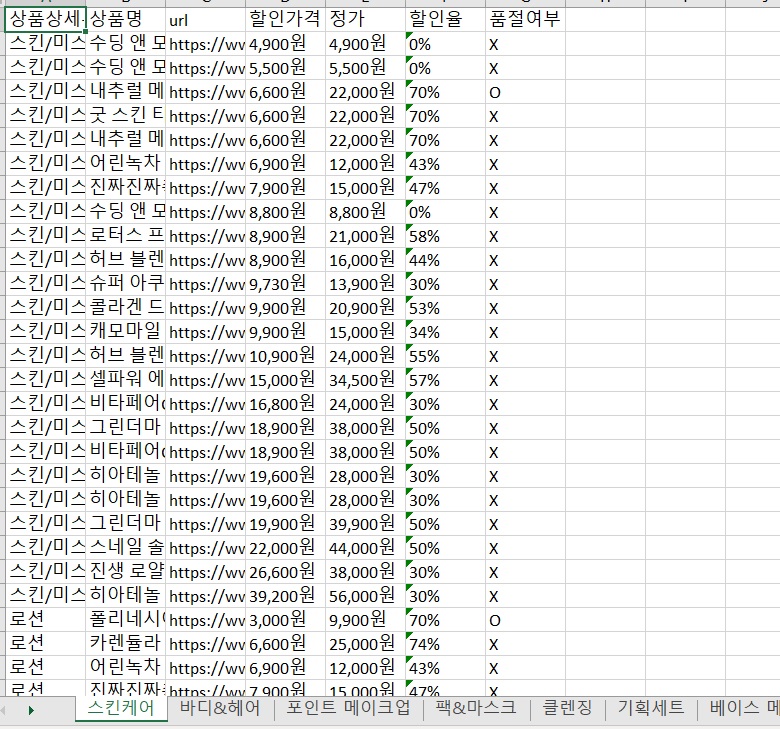 상품상세 상품명 url 할인가격 정가 할인율 품절여부
스킨/미스 수딩 앤 모 https://ww 4,900원 4,900원 0% X
스킨/미스 수딩 앤 모 https://ww 5,500원 5,500원 0% X
스킨/미스 내추럴 메 https://ww 6,600원 22,000원 70% O
스킨/미스 굿 스킨 티 https://ww 6,600원 22,000원 70% X
스킨/미스 내추럴 메 https://ww 6,600원 22,000원 70% X
스킨/미스 어린녹차 https://ww 6,900원 12,000원 43% X
스킨/미스 진짜진짜 https://ww 7,900원 15,000원 47% X
스킨/미스 수딩 앤 모 https://ww 8,800원 8,800원 0% X
스킨/미스 로터스 프 https://ww 8,900원 21,000원 58% X
스킨/미스 허브 블렌 https://ww 8,900원 16,000원 44% X
스킨/미스 슈퍼 아쿠 https://ww 9,730원 13,900원 30% X
스킨/미스 콜라겐 드 https://ww 9,900원 20,900원 53% X
스킨/미스 캐모마일 https://ww 9,900원 15,000원 34% X
스킨/미스 허브 블렌 https://ww 10,900원 24,000원 55% X
스킨/미스 셀파워 에 https://ww 15,000원 34,500원 57% X
스킨/미스 비타페어 https://ww 16,800원 24,000원 30% X
스킨/미스 그린더마 https://ww 18,900원 38,000원 50% X
스킨/미스 비타페어 https://ww 18,900원 38,000원 50% X
스킨/미스 히아테놀 https://ww 19,600원 28,000원 30% X
스킨/미스 히아테놀 https://ww 19,600원 28,000원 30% X
스킨/미스 그린더마 https://ww 19,900원 39,900원 50% X
스킨/미스 스네일 솔 https://ww 22,000원 44,000원 50% X
스킨/미스 진생 로얄 https://ww 26,600원 38,000원 30% X
스킨/미스 히아테놀 https://ww 39,200원 56,000원 30% X
로션 폴리네시 https://ww 3,000원 9,900원 70% O
로션 카렌듈라 https://ww 6,600원 25,000원 74% X
로션 어린녹차 https://ww 6,900원 12,000원 43% X
로션 진짜진짜 https://ww 7,900원 15,000원 47% X
스킨케어 바디&헤어 포인트 메이크업 팩&마스크 클렌징 기획세트 베이스 메